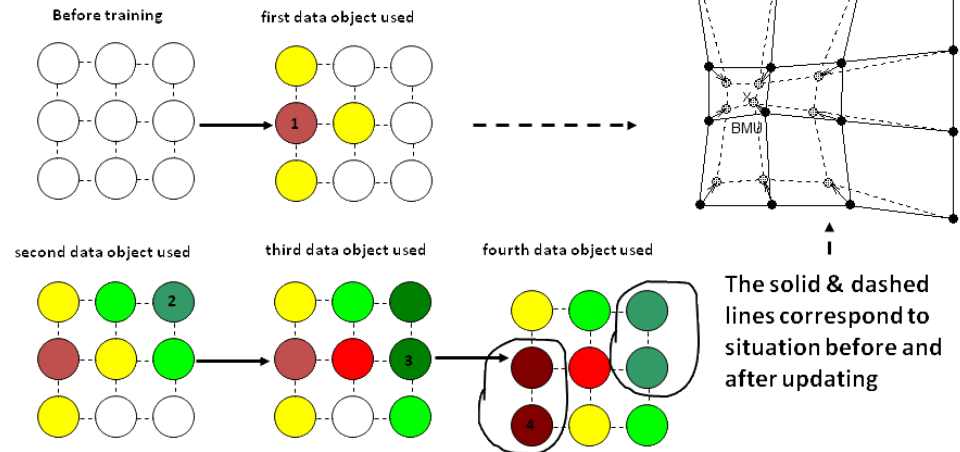 Before training
first data object used
1
X
BMU
second data object used
third data object used
fourth data object used
2
3
4
The solid & dashed
lines correspond to
situation before and
after updating